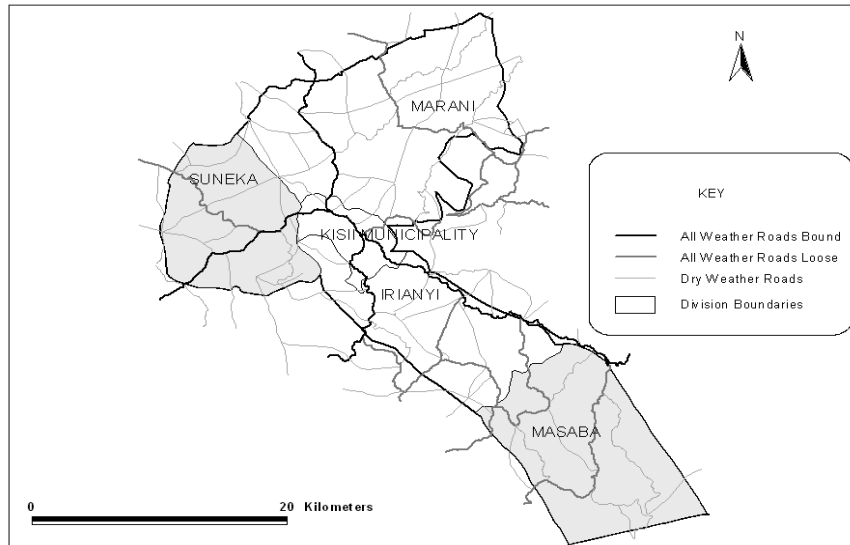 N
MARANI
SUNEKA
KISII MUNICIPALITY
IRIANYI
MASABA
KEY
All Weather Roads Bound
All Weather Roads Loose
Dry Weather Roads
Division Boundaries
0 20 Kilometers